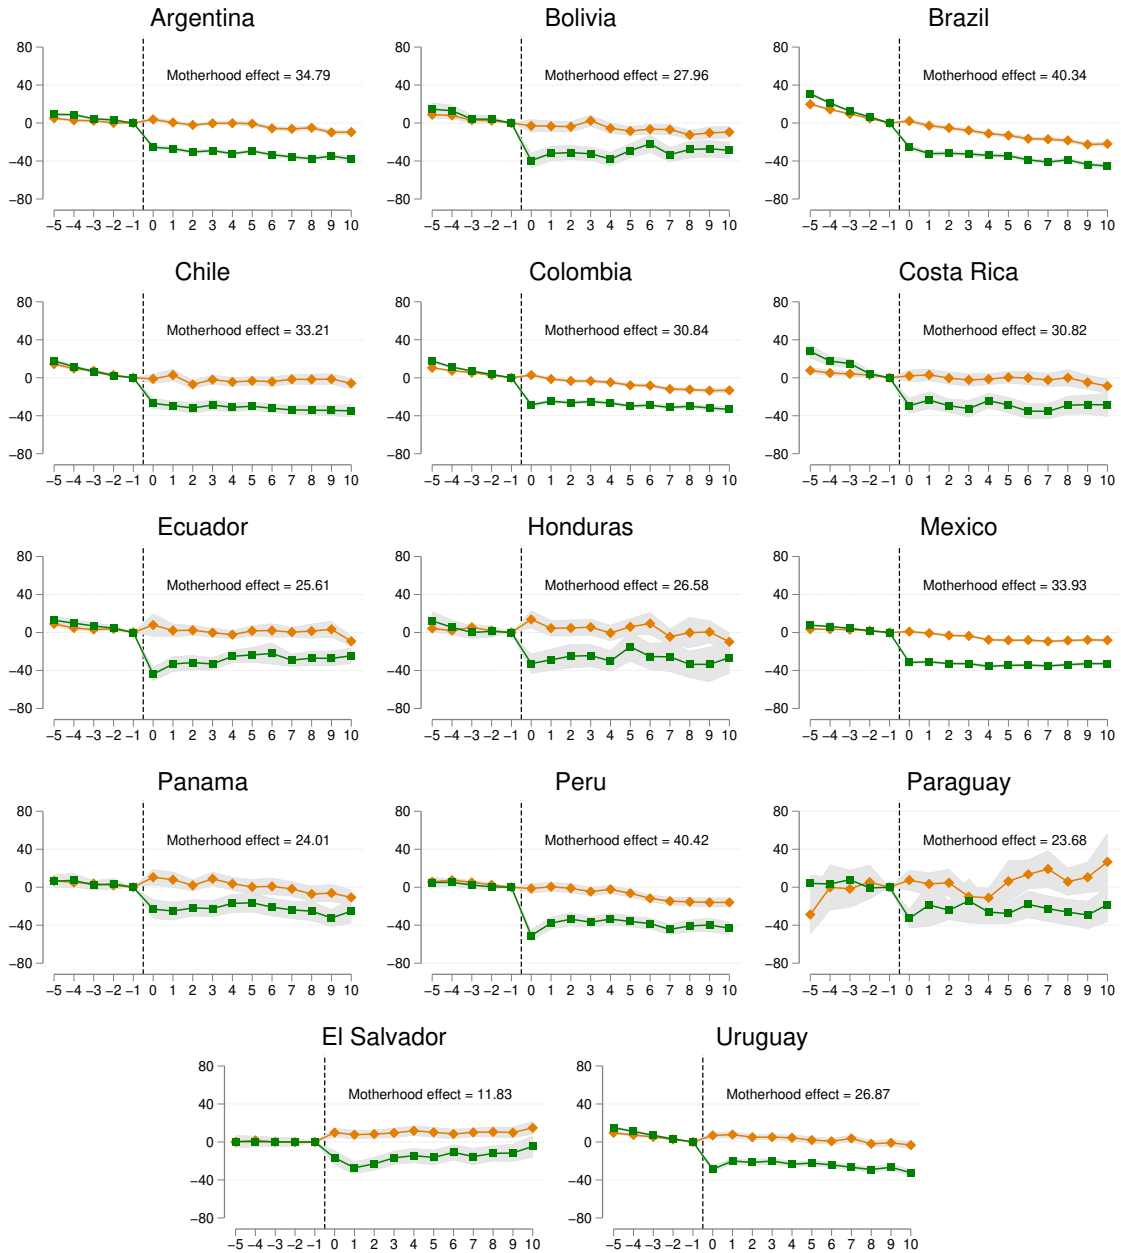 Argentina
Bolivia
Brazil
80
40
0
−40
−80
Motherhood effect = 34.79
−5 −4 −3 −2 −1 0 1 2 3 4 5 6 7 8 9 10
80
40
0
−40
−80
Motherhood effect = 27.96
−5 −4 −3 −2 −1 0 1 2 3 4 5 6 7 8 9 10
80
40
0
−40
−80
Motherhood effect = 40.34
−5 −4 −3 −2 −1 0 1 2 3 4 5 6 7 8 9 10
Chile
Colombia
Costa Rica
80
40
0
−40
−80
Motherhood effect = 33.21
−5 −4 −3 −2 −1 0 1 2 3 4 5 6 7 8 9 10
80
40
0
−40
−80
Motherhood effect = 30.84
−5 −4 −3 −2 −1 0 1 2 3 4 5 6 7 8 9 10
80
40
0
−40
−80
Motherhood effect = 30.82
−5 −4 −3 −2 −1 0 1 2 3 4 5 6 7 8 9 10
Ecuador
Honduras
Mexico
80
40
0
−40
−80
Motherhood effect = 25.61
−5 −4 −3 −2 −1 0 1 2 3 4 5 6 7 8 9 10
80
40
0
−40
−80
Motherhood effect = 26.58
−5 −4 −3 −2 −1 0 1 2 3 4 5 6 7 8 9 10
80
40
0
−40
−80
Motherhood effect = 33.93
−5 −4 −3 −2 −1 0 1 2 3 4 5 6 7 8 9 10
Panama
Peru
Paraguay
80
40
0
−40
−80
Motherhood effect = 24.01
−5 −4 −3 −2 −1 0 1 2 3 4 5 6 7 8 9 10
80
40
0
−40
−80
Motherhood effect = 40.42
−5 −4 −3 −2 −1 0 1 2 3 4 5 6 7 8 9 10
80
40
0
−40
−80
Motherhood effect = 23.68
−5 −4 −3 −2 −1 0 1 2 3 4 5 6 7 8 9 10
El Salvador
Uruguay
80
40
0
−40
−80
Motherhood effect = 11.83
−5 −4 −3 −2 −1 0 1 2 3 4 5 6 7 8 9 10
80
40
0
−40
−80
Motherhood effect = 26.87
−5 −4 −3 −2 −1 0 1 2 3 4 5 6 7 8 9 10